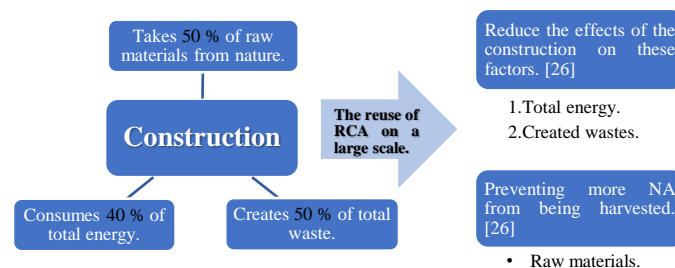 Takes 50 % of raw
materials from nature.
Construction
Consumes 40 % of
total energy.
Creates 50 % of total
waste.
The reuse of
RCA on a
large scale.
Reduce the effects of the
construction on these
factors. [26]
1.Total energy.
2.Created wastes.
Preventing more NA
from being harvested.
[26]
• Raw materials.